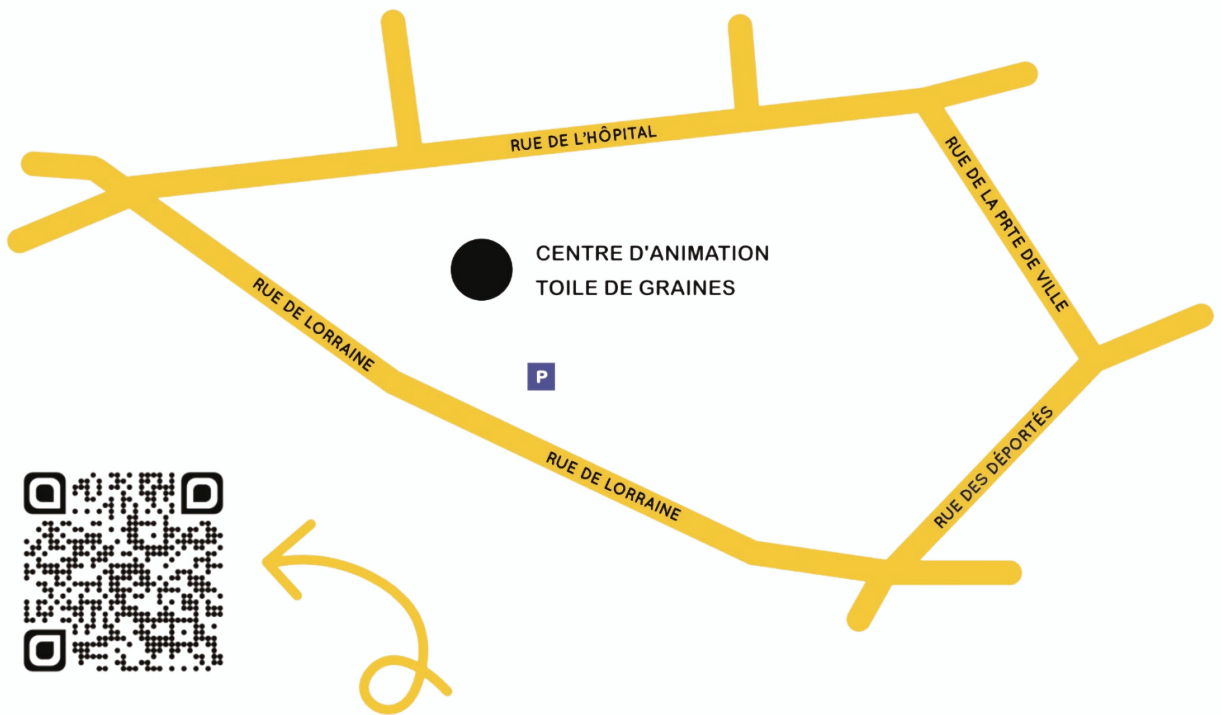 RUE DE L'HÔPITAL
RUE DE LA PRTE DE VILLE
CENTRE D'ANIMATION
TOILE DE GRAINES
RUE DE LORRAINE
P
RUE DE LORRAINE
RUE DES DÉPORTÉS